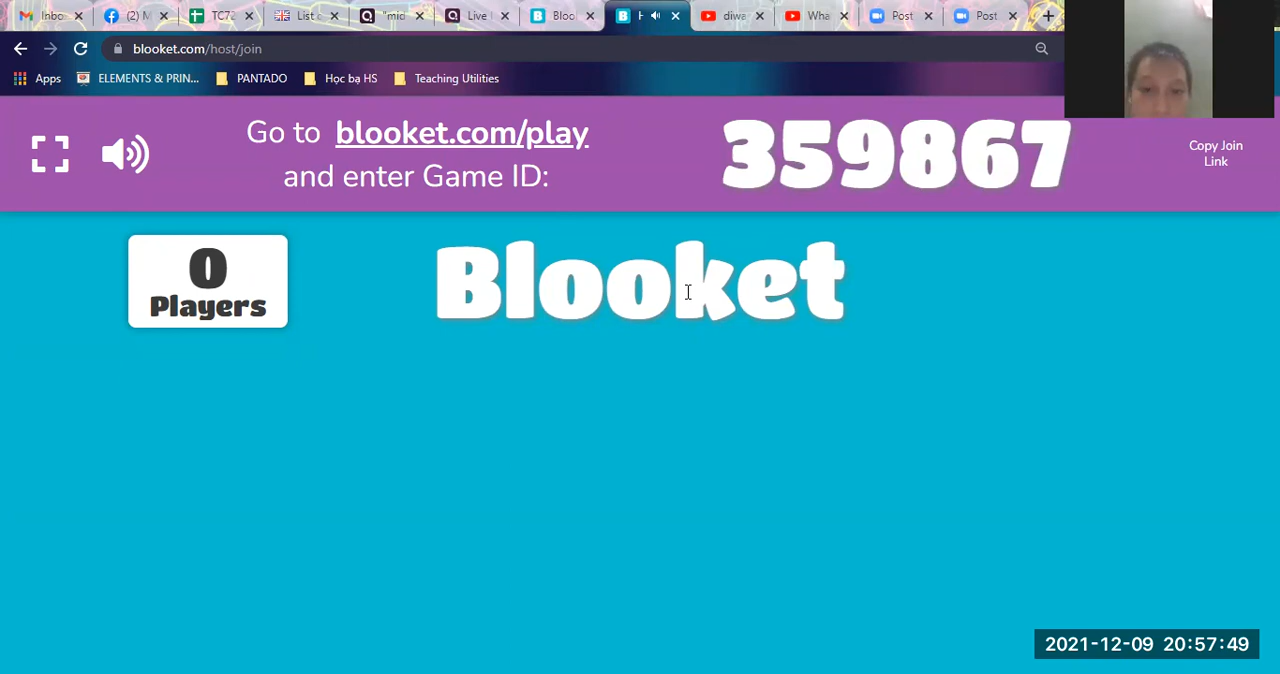 Inbo (2) M TC72 List o "mid Live Bloo H diwa Wha Post Post
blooket.com/host/join
Apps ELEMENTS & PRIN... PANTADO Học bạ HS Teaching Utilities
Go to blooket.com/play
and enter Game ID:
359867
Copy Join
Link
0
Players
Blooket
2021-12-09 20:57:49